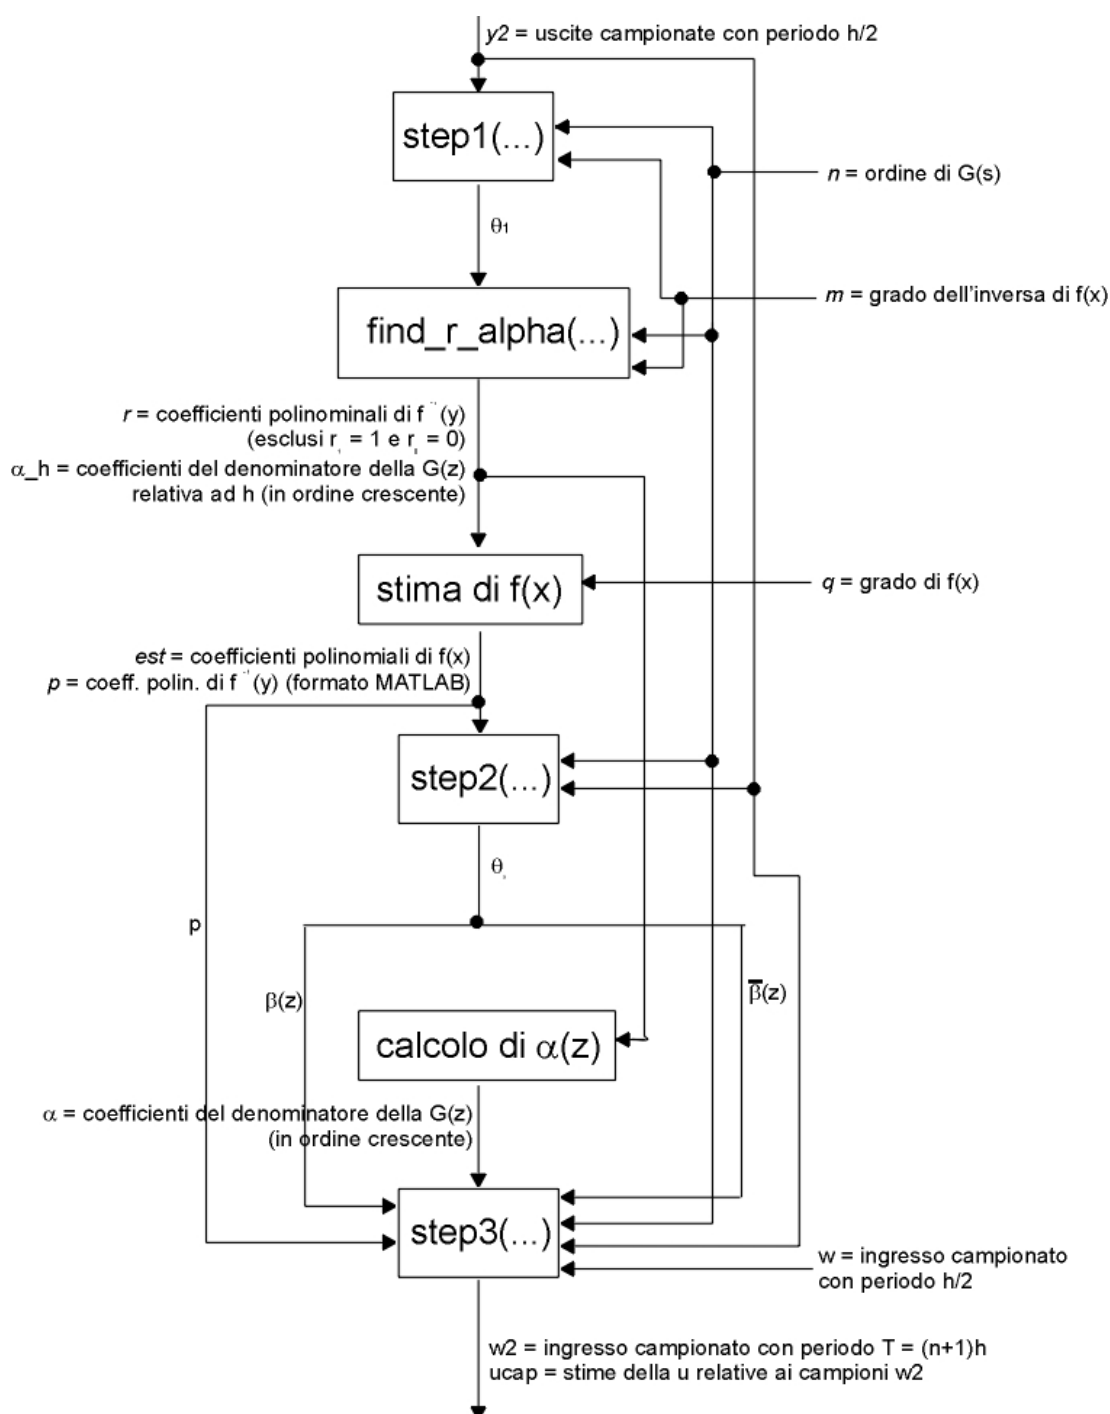 y2 = uscite campionate con periodo h/2
step1(...)
n = ordine di G(s)
θ1
m = grado dell'inversa di f(x)
find_r_alpha(...)
r = coefficienti polinominali di f (y)
(esclusi r = 1 e r = 0)
α_h = coefficienti del denominatore della G(z)
relativa ad h (in ordine crescente)
stima di f(x)
q = grado di f(x)
est = coefficienti polinomiali di f(x)
p = coeff. polin. di f (y) (formato MATLAB)
step2(...)
θ
p
β(z)
β̅(z)
calcolo di α(z)
α = coefficienti del denominatore della G(z)
(in ordine crescente)
step3(...)
w = ingresso campionato
con periodo h/2
w2 = ingresso campionato con periodo T = (n+1)h
ucap = stime della u relative ai campioni w2